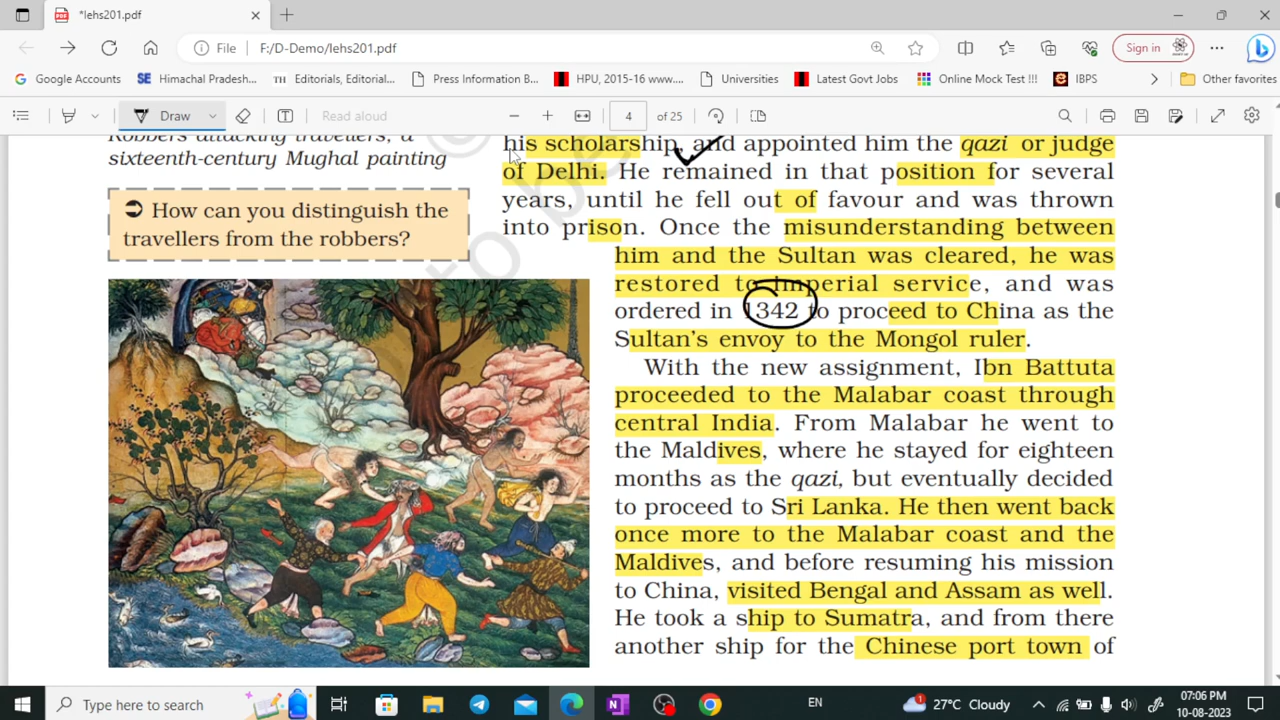 *lehs201.pdf
File F:/D-Demo/lehs201.pdf Sign in
Google Accounts SE Himachal Pradesh... TH Editorials, Editorial... Press Information B... HPU, 2015-16 www.... Universities Latest Govt Jobs Online Mock Test !!! IBPS Other favorites
Draw Read aloud 4 of 25
Robbers attacking travellers, a
sixteenth-century Mughal painting
How can you distinguish the
travellers from the robbers?
his scholarship, and appointed him the qazi or judge
of Delhi. He remained in that position for several
years, until he fell out of favour and was thrown
into prison. Once the misunderstanding between
him and the Sultan was cleared, he was
restored to imperial service, and was
ordered in 1342 to proceed to China as the
Sultan's envoy to the Mongol ruler.
With the new assignment, Ibn Battuta
proceeded to the Malabar coast through
central India. From Malabar he went to
the Maldives, where he stayed for eighteen
months as the qazi, but eventually decided
to proceed to Sri Lanka. He then went back
once more to the Malabar coast and the
Maldives, and before resuming his mission
to China, visited Bengal and Assam as well.
He took a ship to Sumatra, and from there
another ship for the Chinese port town of
to be
Type here to search EN 27°C Cloudy 07:06 PM
10-08-2023